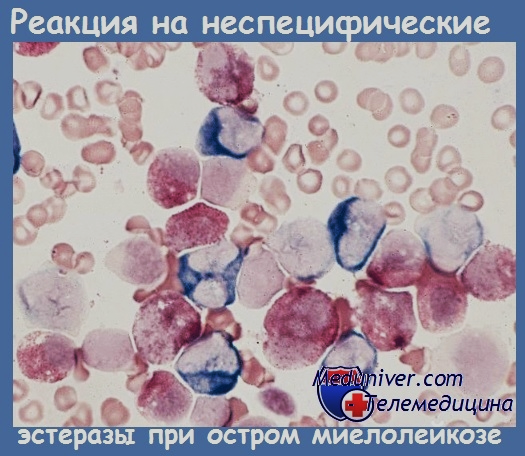 Реакция на неспецифические
Meduniver.com
Телемедицина
эстеразы при остром миелолейкозе